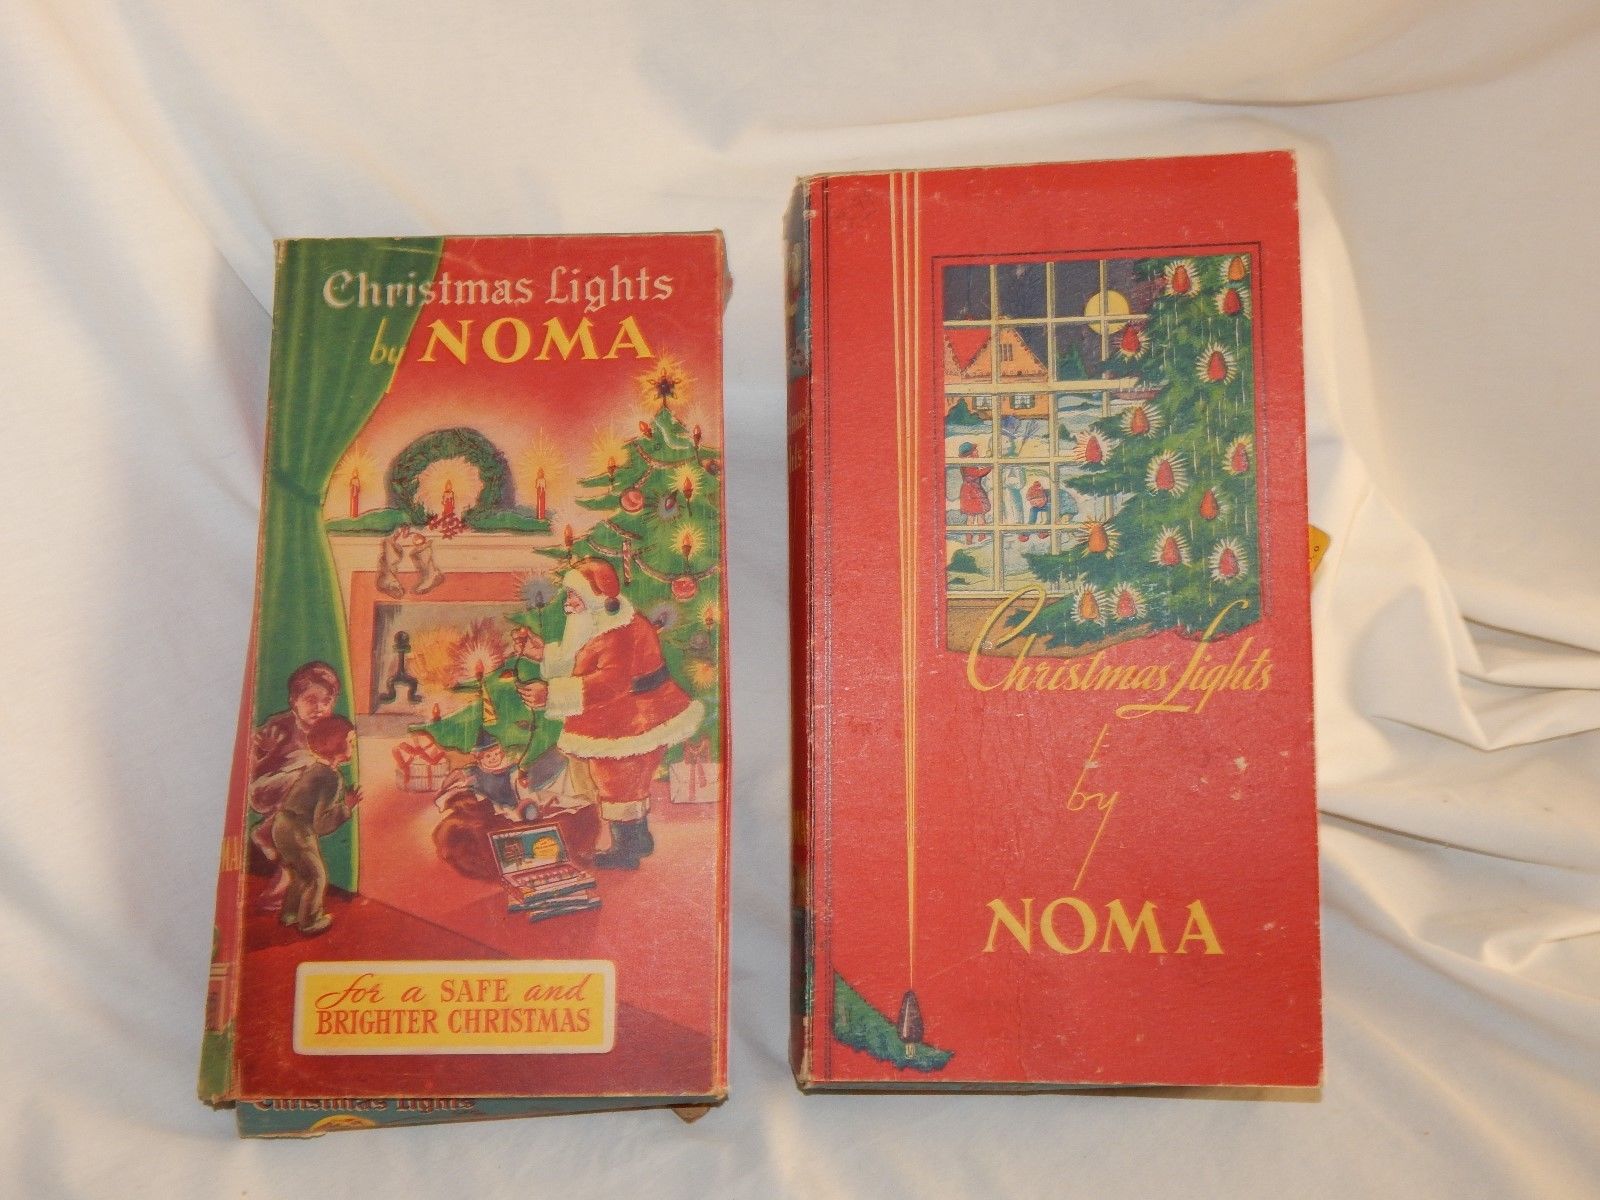 Christmas Lights
by NOMA
for a SAFE and
BRIGHTER CHRISTMAS
Christmas Lights
Christmas Lights
by
NOMA